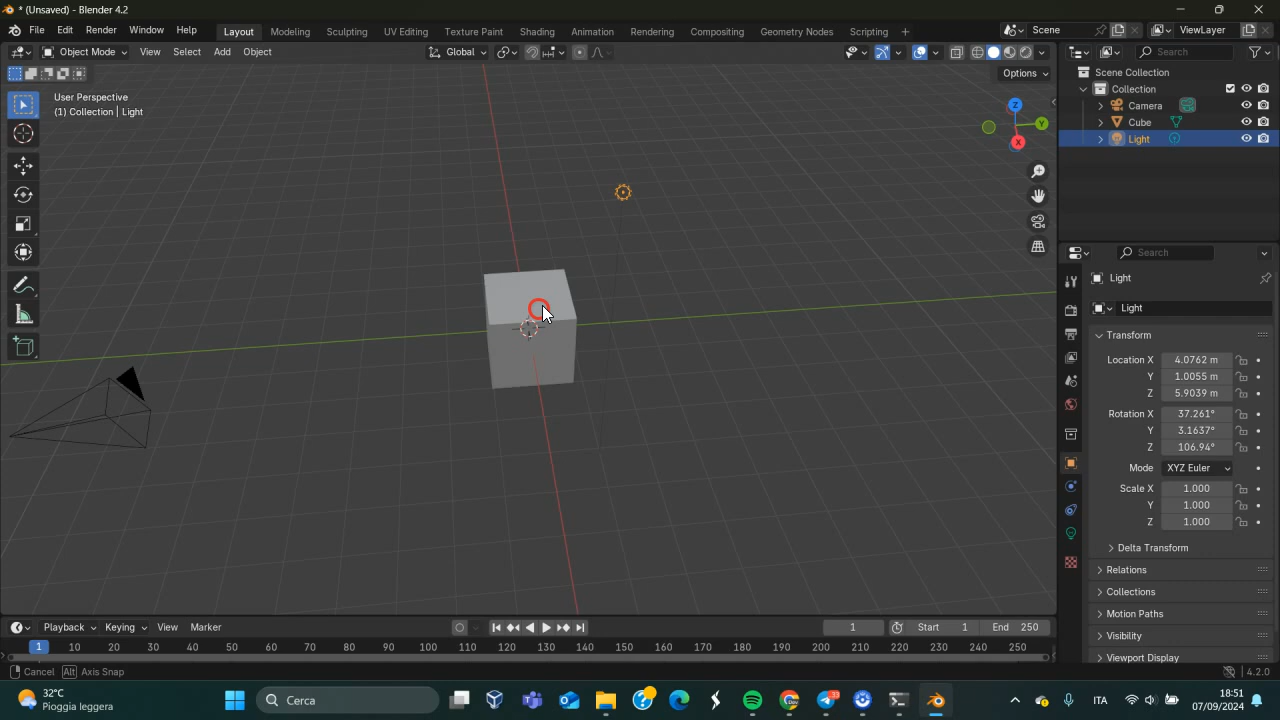 * (Unsaved) - Blender 4.2
File Edit Render Window Help Layout Modeling Sculpting UV Editing Texture Paint Shading Animation Rendering Compositing Geometry Nodes Scripting + Scene ViewLayer
Object Mode View Select Add Object Global Search
Options
User Perspective
(1) Collection | Light
Z
Y
X
Scene Collection
Collection
Camera
Cube
Light
Search
Light
Light
Transform
Location X 4.0762 m
Y 1.0055 m
Z 5.9039 m
Rotation X 37.261°
Y 3.1637°
Z 106.94°
Mode XYZ Euler
Scale X 1.000
Y 1.000
Z 1.000
Delta Transform
Relations
Collections
Motion Paths
Visibility
Viewport Display
Playback Keying View Marker 1 Start 1 End 250
1 10 20 30 40 50 60 70 80 90 100 110 120 130 140 150 160 170 180 190 200 210 220 230 240 250
Cancel Alt Axis Snap 4.2.0
32°C
Pioggia leggera
Cerca
33
Dev
ITA
18:51
07/09/2024